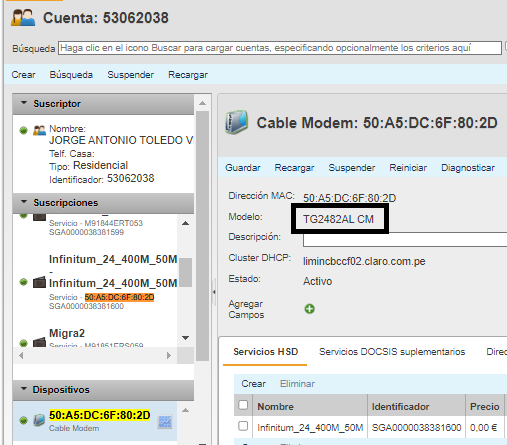 Cuenta: 53062038
Búsqueda
Haga clic en el icono Buscar para cargar cuentas, especificando opcionalmente los criterios aquí
Crear Búsqueda Suspender Recargar
Suscriptor
Nombre:
JORGE ANTONIO TOLEDO V
Telf. Casa:
Tipo: Residencial
Identificador: 53062038
Suscripciones
Servicio - M91844ERT053
SGA0000038381599
Infinitum_24_400M_50M
-
Infinitum_24_400M_50M
Servicio - 50:A5:DC:6F:80:2D
SGA0000038381600
Migra2
Servicio - M91851ERS059
Dispositivos
50:A5:DC:6F:80:2D
Cable Modem
Cable Modem: 50:A5:DC:6F:80:2D
Guardar Recargar Suspender Reiniciar Diagnosticar
Dirección MAC: 50:A5:DC:6F:80:2D
Modelo: TG2482AL CM
Descripción:
Cluster DHCP: limincbccf02.claro.com.pe
Estado: Activo
Agregar
Campos
Servicios HSD Servicios DOCSIS suplementarios Direc
Crear Eliminar
Nombre Identificador Precio
Infinitum_24_400M_50M SGA0000038381600 0,00 €